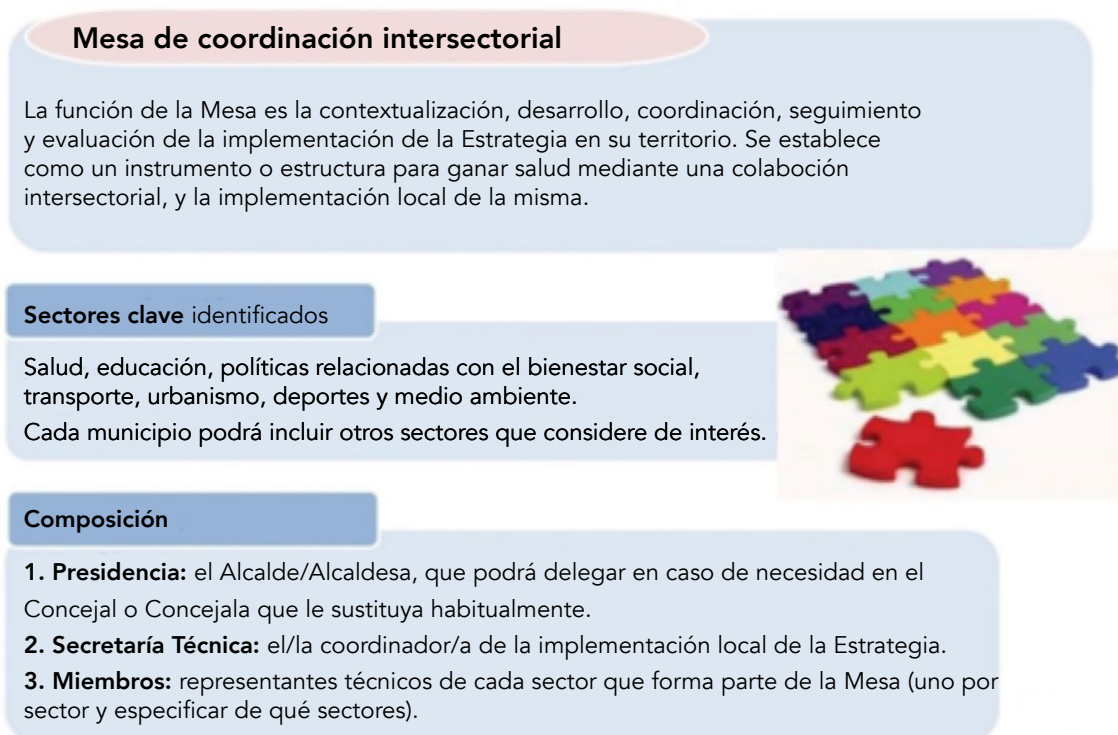 Mesa de coordinación intersectorial
La función de la Mesa es la contextualización, desarrollo, coordinación, seguimiento
y evaluación de la implementación de la Estrategia en su territorio. Se establece
como un instrumento o estructura para ganar salud mediante una colaboción
intersectorial, y la implementación local de la misma.
Sectores clave identificados
Salud, educación, políticas relacionadas con el bienestar social,
transporte, urbanismo, deportes y medio ambiente.
Cada municipio podrá incluir otros sectores que considere de interés.
Composición
1. Presidencia: el Alcalde/Alcaldesa, que podrá delegar en caso de necesidad en el
Concejal o Concejala que le sustituya habitualmente.
2. Secretaría Técnica: el/la coordinador/a de la implementación local de la Estrategia.
3. Miembros: representantes técnicos de cada sector que forma parte de la Mesa (uno por
sector y especificar de qué sectores).